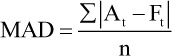 MAD = ∑|Aₜ − Fₜ| / n